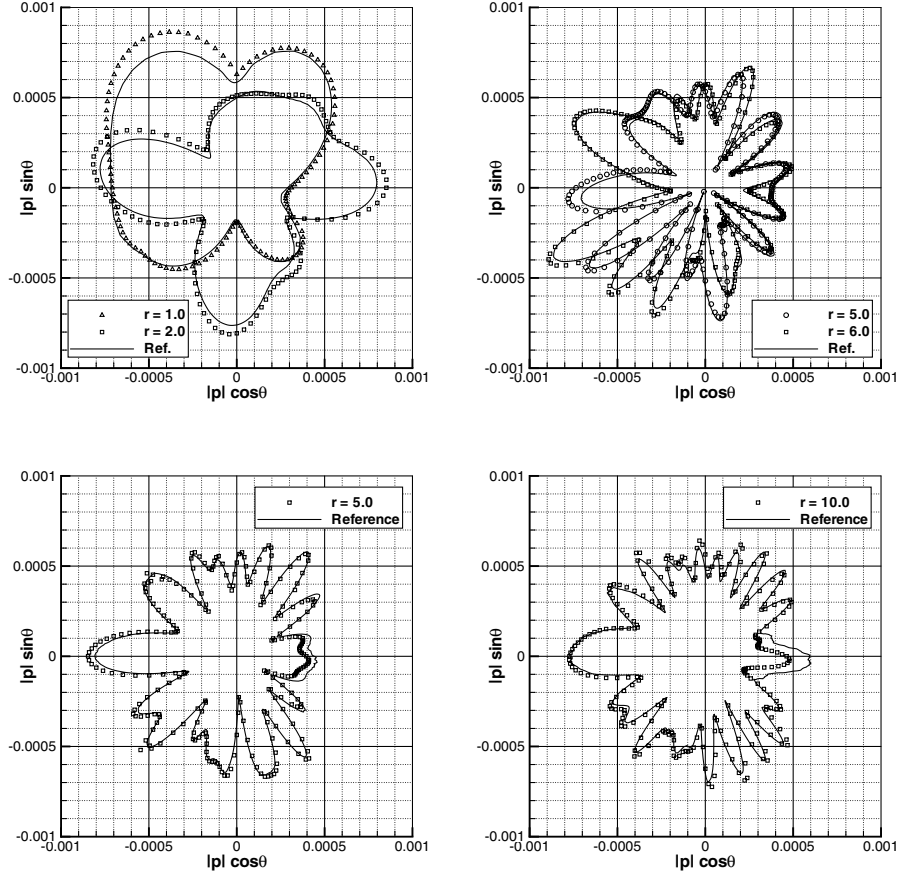 0.001
0.0005
0
-0.0005
-0.001
-0.001
-0.0005
0
0.0005
0.001
|p| sinθ
|p| cosθ
r = 1.0
r = 2.0
Ref.
0.001
0.0005
0
-0.0005
-0.001
-0.001
-0.0005
0
0.0005
0.001
|p| sinθ
|p| cosθ
r = 5.0
r = 6.0
Ref.
0.001
0.0005
0
-0.0005
-0.001
-0.001
-0.0005
0
0.0005
0.001
|p| sinθ
|p| cosθ
r = 5.0
Reference
0.001
0.0005
0
-0.0005
-0.001
-0.001
-0.0005
0
0.0005
0.001
|p| sinθ
|p| cosθ
r = 10.0
Reference